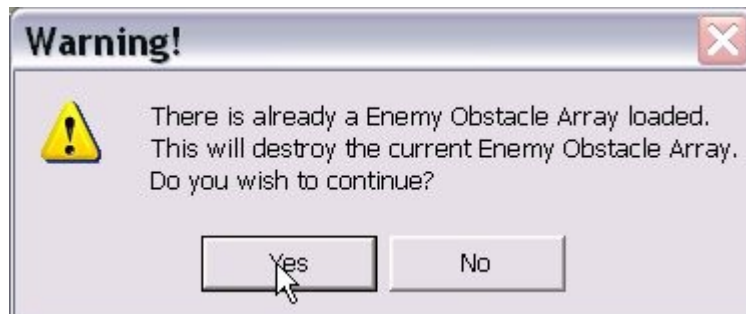 Warning!
There is already a Enemy Obstacle Array loaded.
This will destroy the current Enemy Obstacle Array.
Do you wish to continue?
Yes No